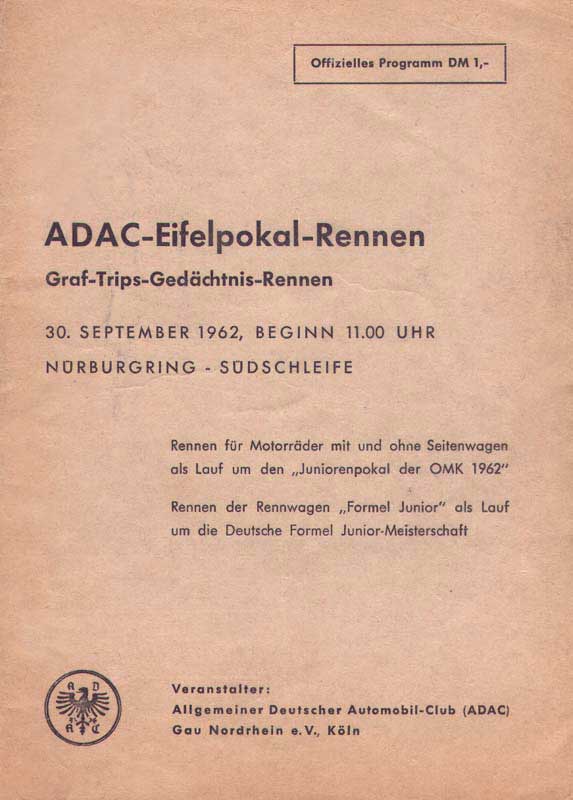 Offizielles Programm DM 1,-
ADAC-Eifelpokal-Rennen
Graf-Trips-Gedächtnis-Rennen
30. SEPTEMBER 1962, BEGINN 11.00 UHR
NÜRBURGRING - SÜDSCHLEIFE
Rennen für Motorräder mit und ohne Seitenwagen
als Lauf um den „Juniorenpokal der OMK 1962"
Rennen der Rennwagen „Formel Junior" als Lauf
um die Deutsche Formel Junior-Meisterschaft
A D
A C
Veranstalter:
Allgemeiner Deutscher Automobil-Club (ADAC)
Gau Nordrhein e.V., Köln